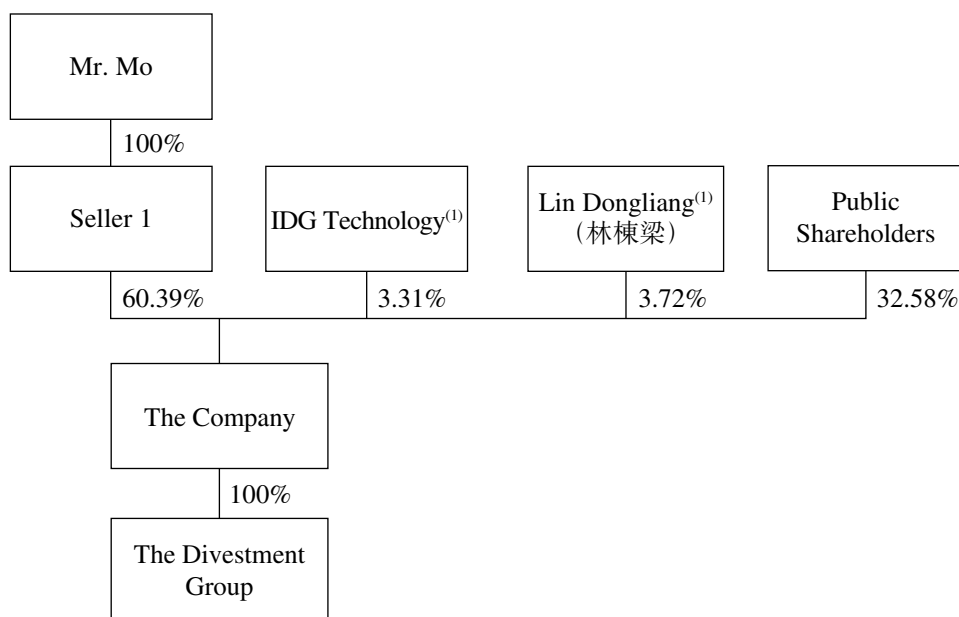 Mr. Mo
100%
Seller 1
IDG Technology(1)
Lin Dongliang(1)
(林棟梁)
Public
Shareholders
60.39%
3.31%
3.72%
32.58%
The Company
100%
The Divestment
Group